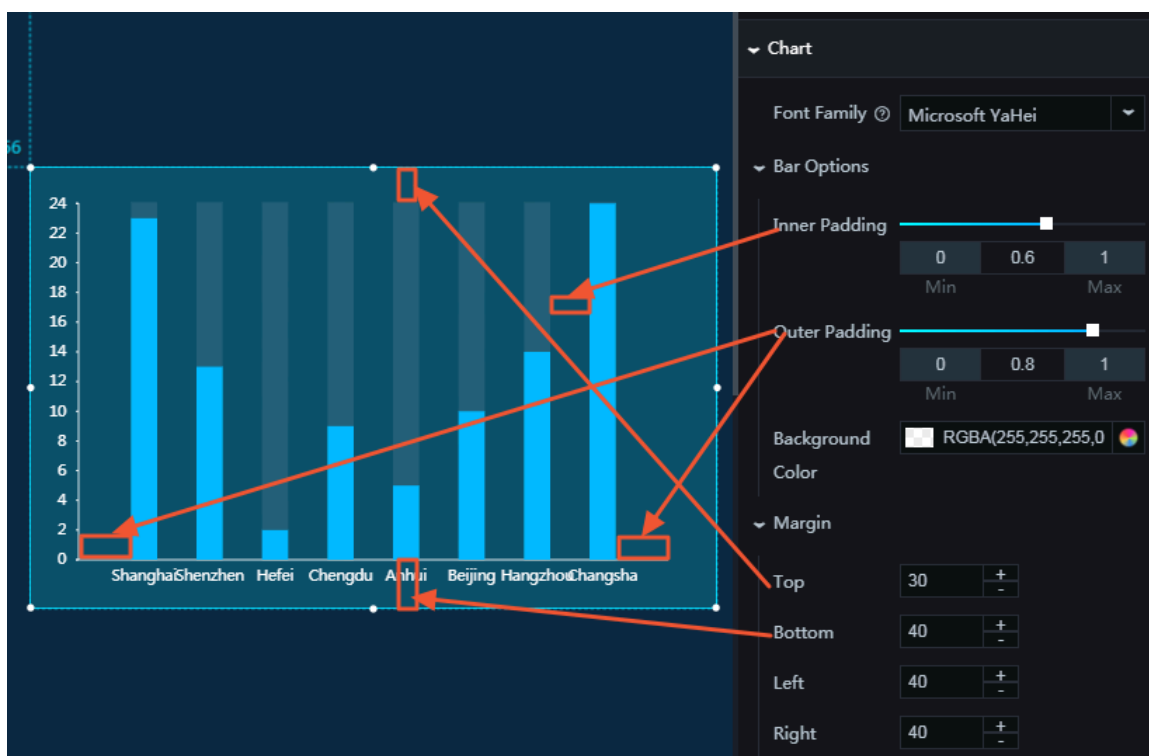 Chart
Font Family
Microsoft YaHei
66
Bar Options
24
22
20
18
16
14
12
10
8
6
4
2
0
Shanghai Shenzhen Hefei Chengdu Anhui Beijing Hangzhou Changsha
Inner Padding
0 0.6 1
Min Max
Outer Padding
0 0.8 1
Min Max
Background Color
RGBA(255,255,255,0
Margin
Top 30 + -
Bottom 40 + -
Left 40 + -
Right 40 + -